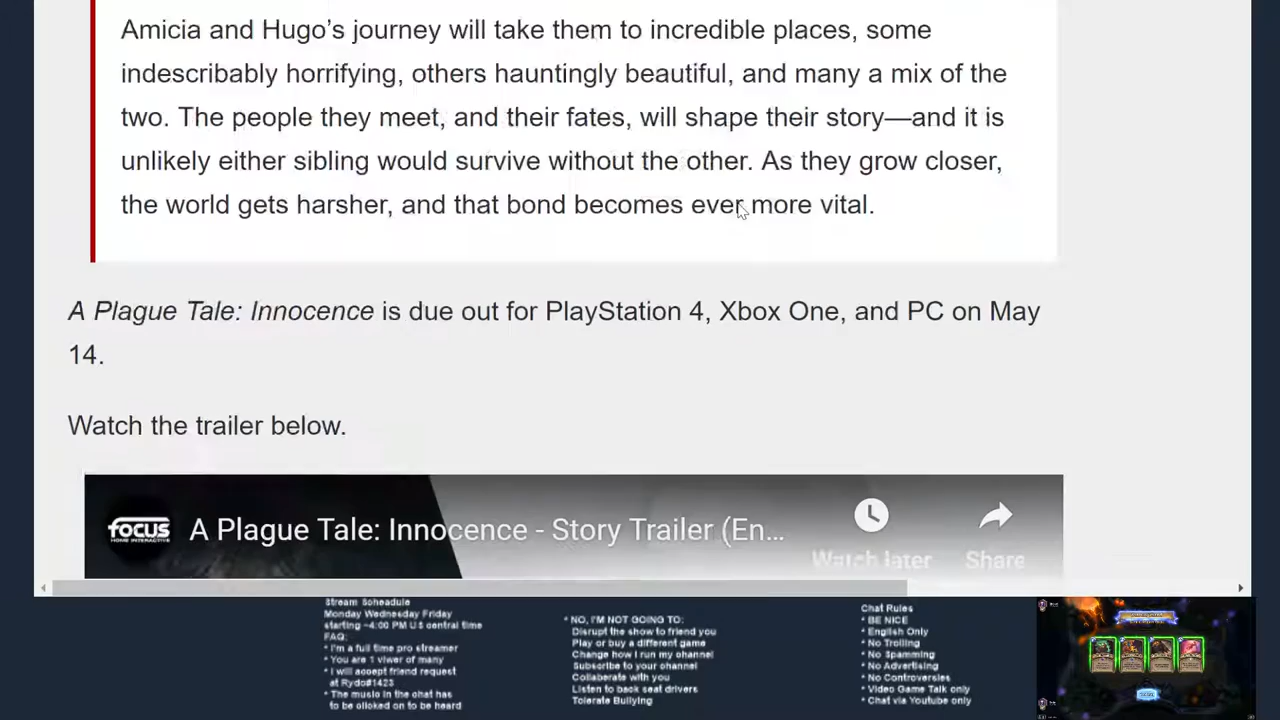 Amicia and Hugo’s journey will take them to incredible places, some
indescribably horrifying, others hauntingly beautiful, and many a mix of the
two. The people they meet, and their fates, will shape their story—and it is
unlikely either sibling would survive without the other. As they grow closer,
the world gets harsher, and that bond becomes ever more vital.
A Plague Tale: Innocence is due out for PlayStation 4, Xbox One, and PC on May
14.
Watch the trailer below.
focus
HOME INTERACTIVE
A Plague Tale: Innocence - Story Trailer (En...
Watch later
Share
Stream Scheadule
Monday Wednesday Friday
starting ~4:00 PM US central time
FAQ:
* I'm a full time pro streamer
* You are 1 viwer of many
* I will accept friend request
at Rydo#1423
* The music in the chat has
to be clicked on to be heard
* NO, I'M NOT GOING TO:
Disrupt the show to friend you
Play or buy a different game
Change how I run my channel
Subscribe to your channel
Collaborate with you
Listen to back seat drivers
Tolerate Bullying
Chat Rules
* BE NICE
* English Only
* No Trolling
* No Spamming
* No Advertising
* No Controversies
* Video Game Talk only
* Chat via Youtube only